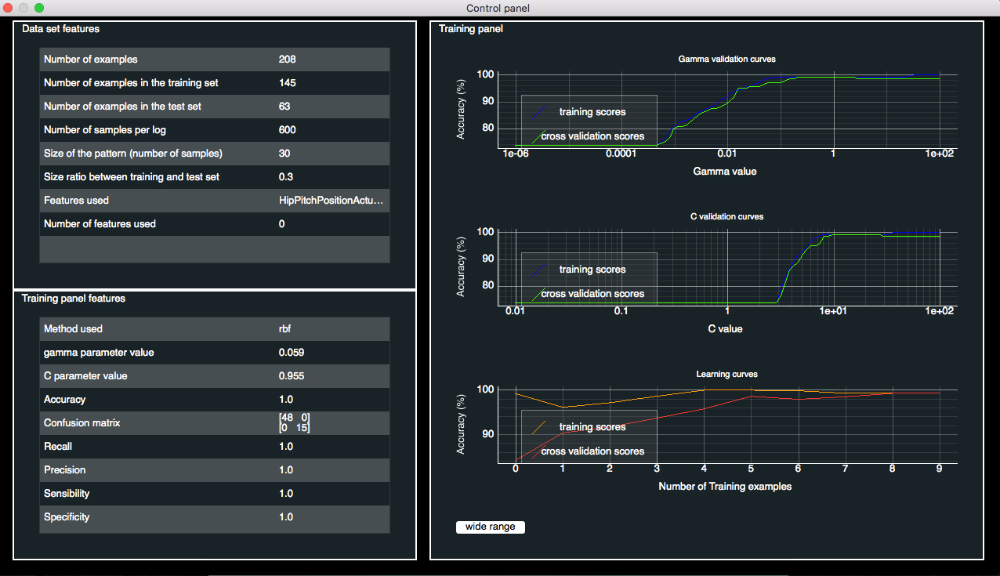 Control panel
Data set features
Number of examples 208
Number of examples in the training set 145
Number of examples in the test set 63
Number of samples per log 600
Size of the pattern (number of samples) 30
Size ratio between training and test set 0.3
Features used HipPitchPositionActu...
Number of features used 0
Training panel features
Method used rbf
gamma parameter value 0.059
C parameter value 0.955
Accuracy 1.0
Confusion matrix [48 0]
[0 15]
Recall 1.0
Precision 1.0
Sensibility 1.0
Specificity 1.0
Training panel
Gamma validation curves
Accuracy (%)
100
90
80
training scores
cross validation scores
1e-06 0.0001 0.01 1 1e+02
Gamma value
C validation curves
Accuracy (%)
100
90
80
training scores
cross validation scores
0.01 0.1 1 1e+01 1e+02
C value
Learning curves
Accuracy (%)
100
90
training scores
cross validation scores
0 1 2 3 4 5 6 7 8 9
Number of Training examples
wide range